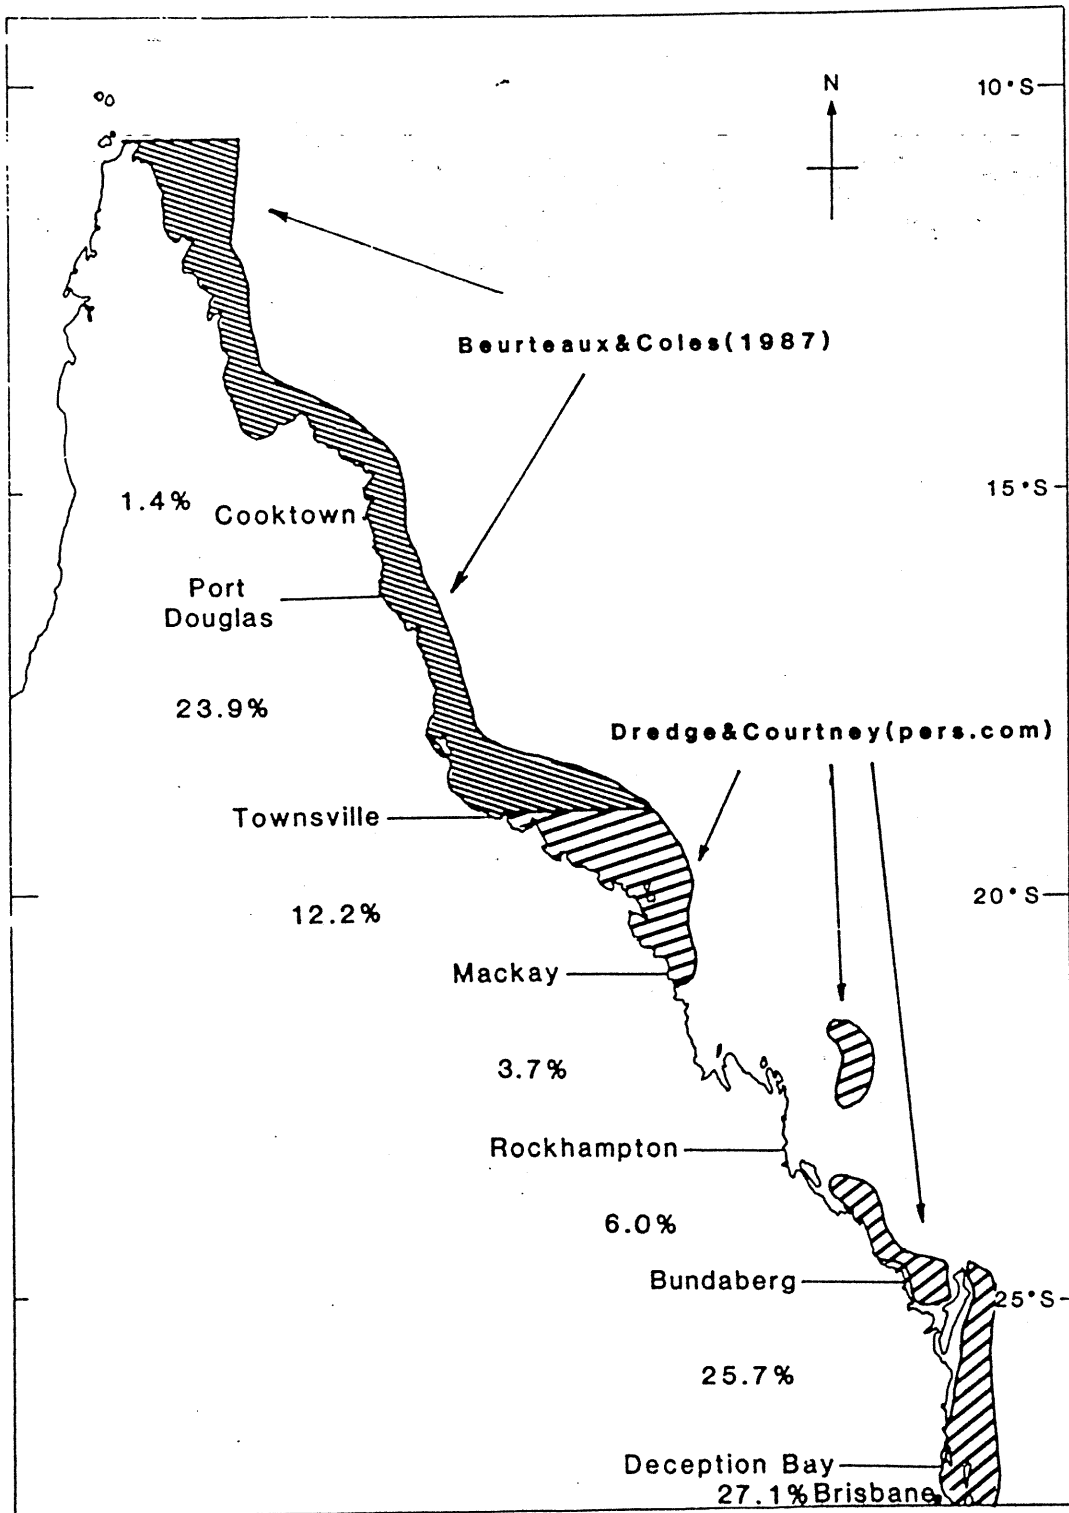 N
10°S
Beurteaux&Coles(1987)
15°S
1.4%
Cooktown
Port
Douglas
23.9%
Dredge&Courtney(pers.com)
Townsville
20°S
12.2%
Mackay
3.7%
Rockhampton
6.0%
Bundaberg
25°S
25.7%
Deception Bay
27.1% Brisbane